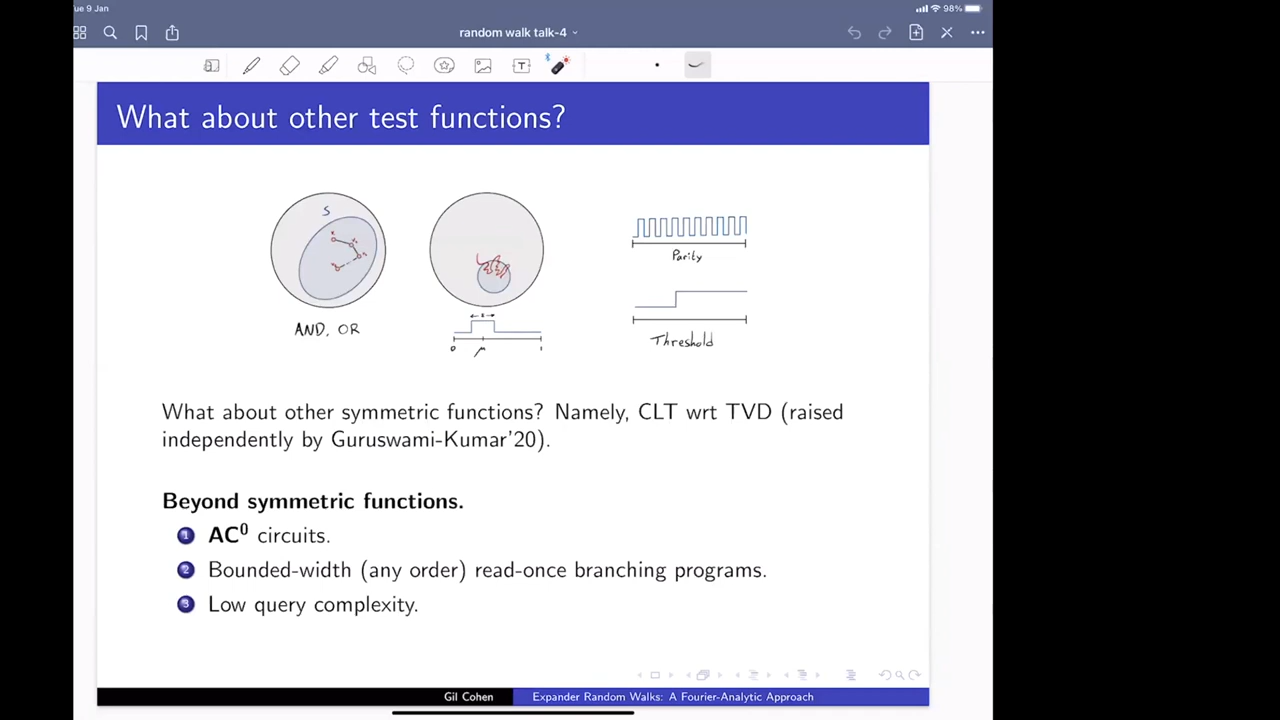 ue 9 Jan
98%
random walk talk-4
T
What about other test functions?
S
AND, OR
0 μ 1
Parity
Threshold
What about other symmetric functions? Namely, CLT wrt TVD (raised
independently by Guruswami-Kumar'20).
Beyond symmetric functions.
1 AC⁰ circuits.
2 Bounded-width (any order) read-once branching programs.
3 Low query complexity.
Gil Cohen
Expander Random Walks: A Fourier-Analytic Approach